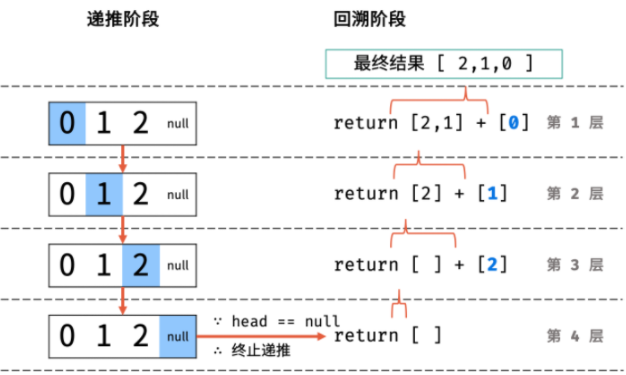 递推阶段 回溯阶段
最终结果 [ 2,1,0 ]
0 1 2 null return [2,1] + [0] 第 1 层
0 1 2 null return [2] + [1] 第 2 层
0 1 2 null return [ ] + [2] 第 3 层
∵ head == null
0 1 2 null return [ ] 第 4 层
∴ 终止递推